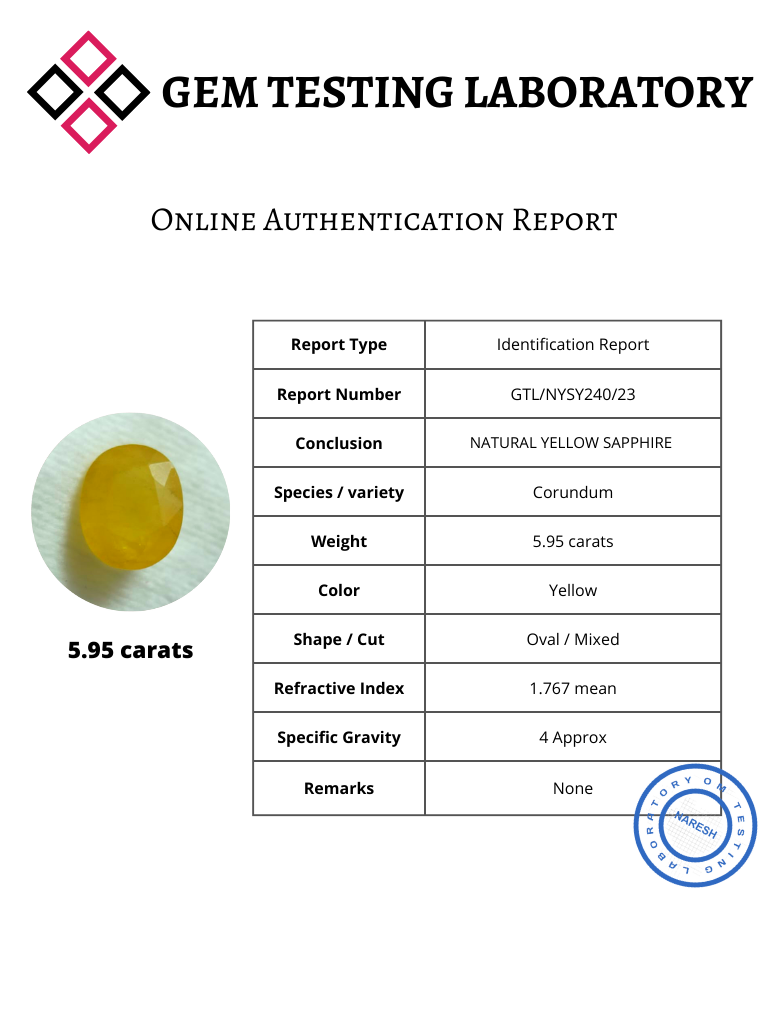 GEM TESTING LABORATORY
Online Authentication Report
Report Type Identification Report
Report Number GTL/NYSY240/23
Conclusion NATURAL YELLOW SAPPHIRE
Species / variety Corundum
Weight 5.95 carats
Color Yellow
Shape / Cut Oval / Mixed
Refractive Index 1.767 mean
Specific Gravity 4 Approx
Remarks None
5.95 carats
OM TESTING LABORATORY
NARESH